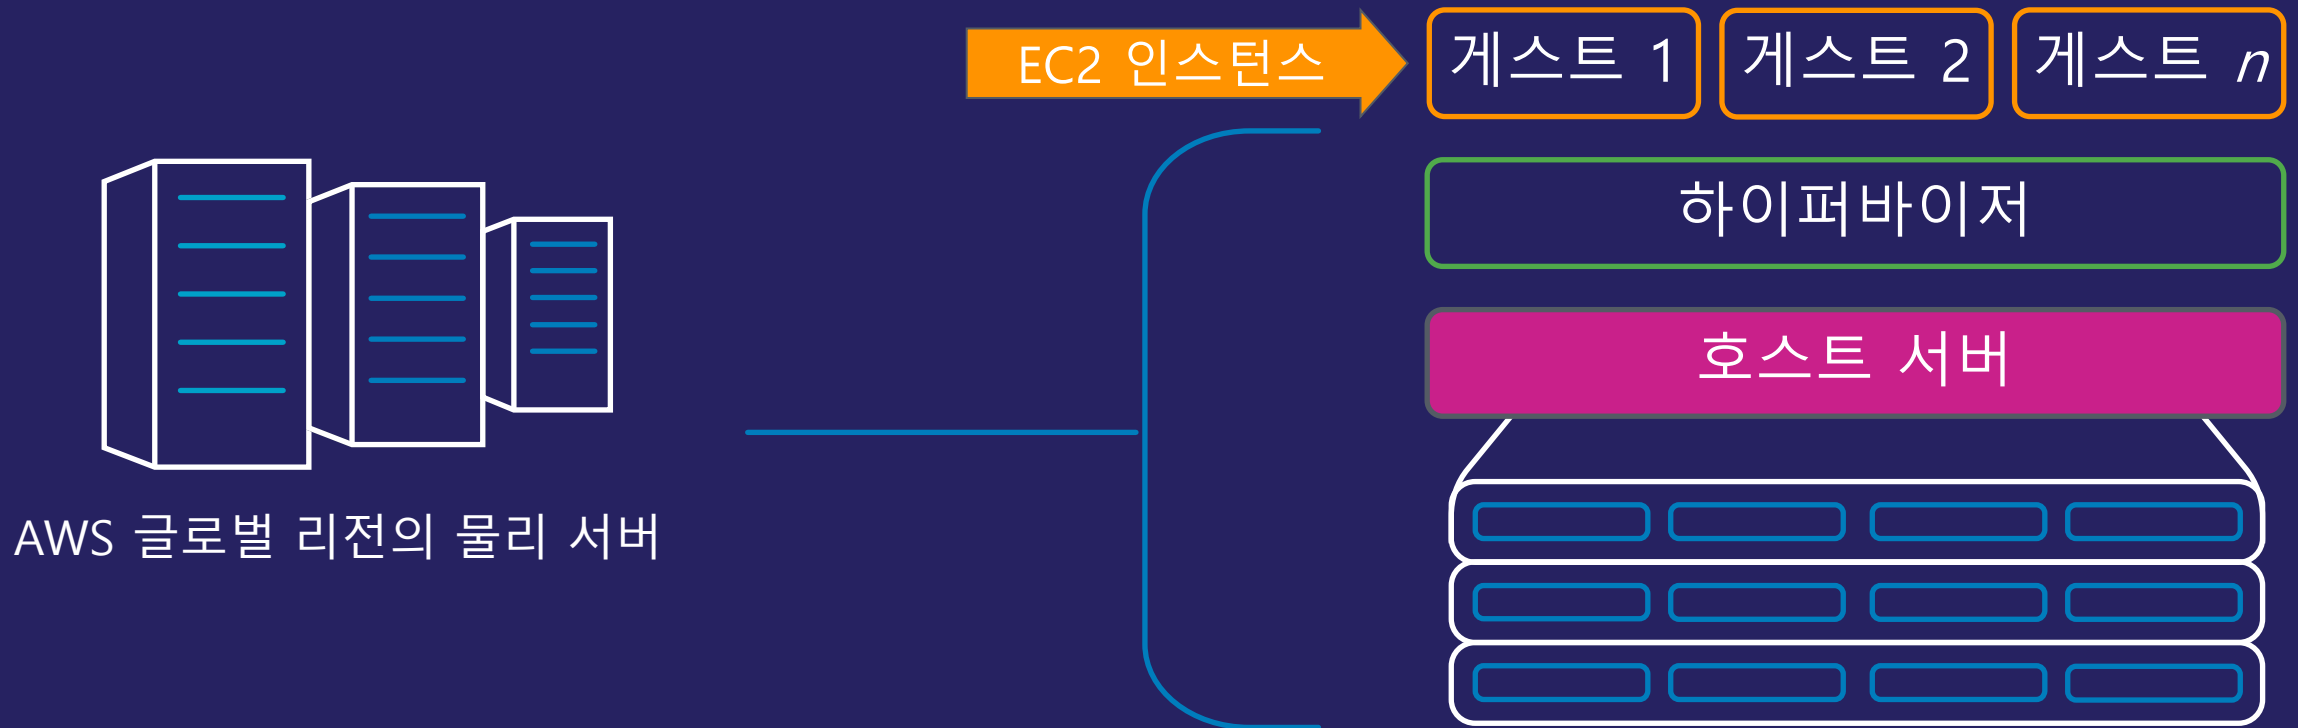 EC2 인스턴스
게스트 1
게스트 2
게스트 n
하이퍼바이저
호스트 서버
AWS 글로벌 리전의 물리 서버